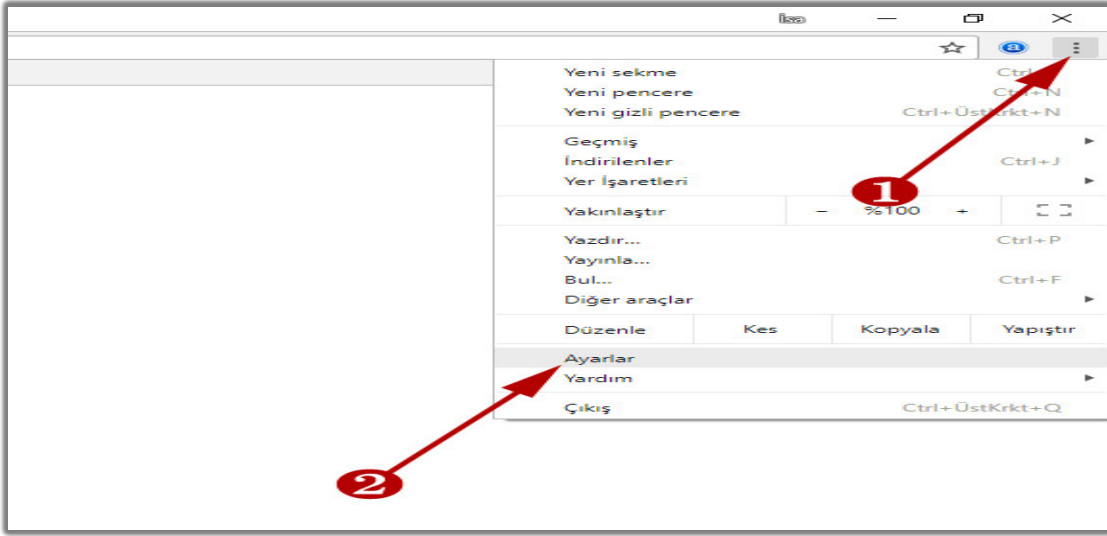 İsa
a
Yeni sekme
Yeni pencere Ctrl+N
Yeni gizli pencere Ctrl+ÜstKrkt+N
Geçmiş
İndirilenler Ctrl+J
Yer İşaretleri
1
Yakınlaştır - %100 +
Yazdır... Ctrl+P
Yayınla...
Bul... Ctrl+F
Diğer araçlar
Düzenle Kes Kopyala Yapıştır
Ayarlar
Yardım
Çıkış Ctrl+ÜstKrkt+Q
2